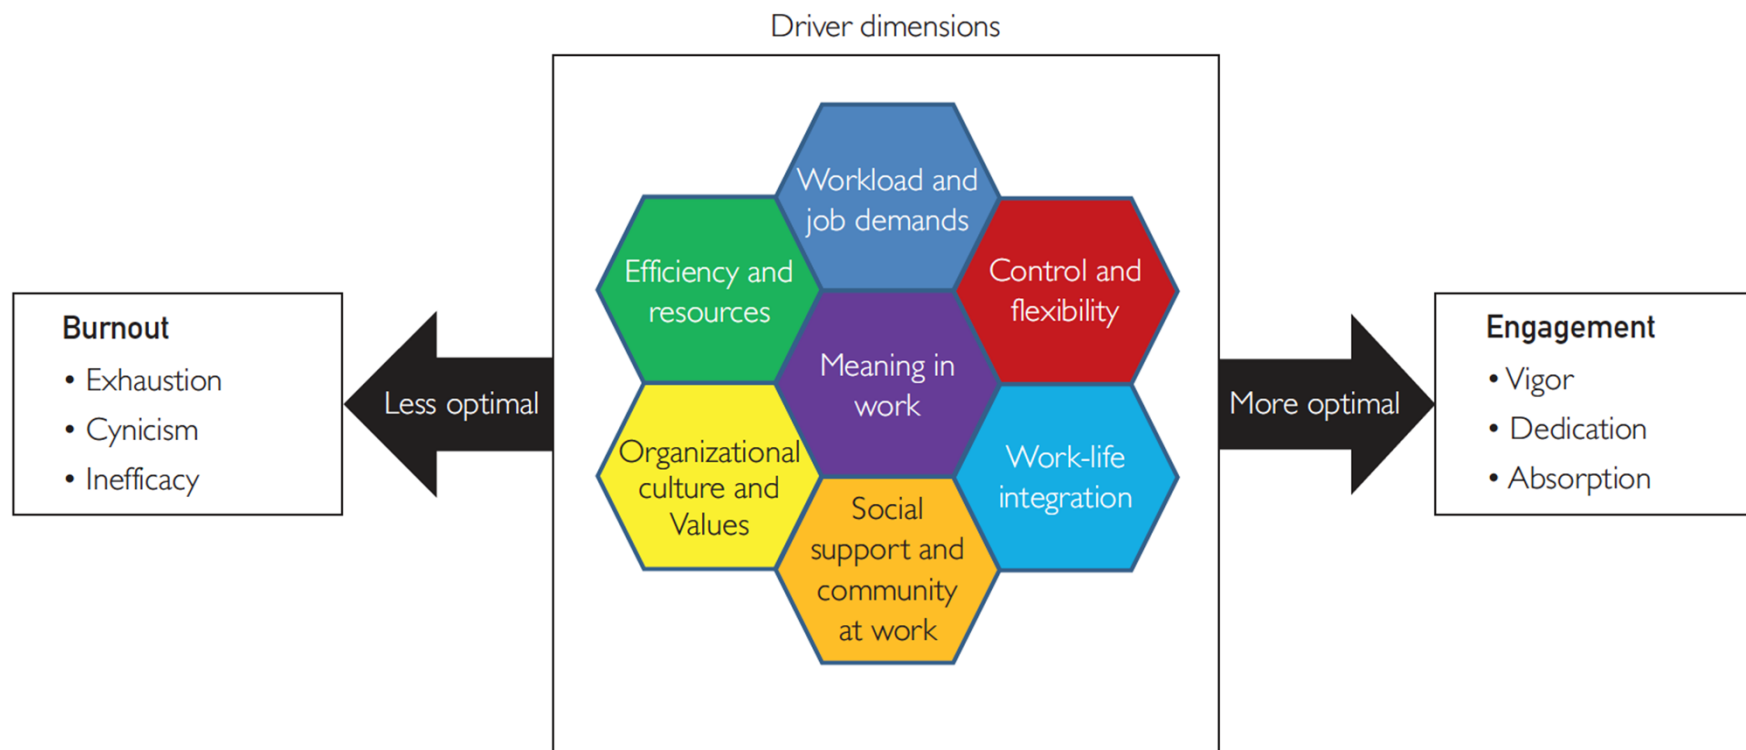 Driver dimensions
Workload and
job demands
Efficiency and
resources
Control and
flexibility
Meaning in
work
Organizational
culture and
Values
Work-life
integration
Social
support and
community
at work
Burnout
• Exhaustion
• Cynicism
• Inefficacy
Less optimal
More optimal
Engagement
• Vigor
• Dedication
• Absorption